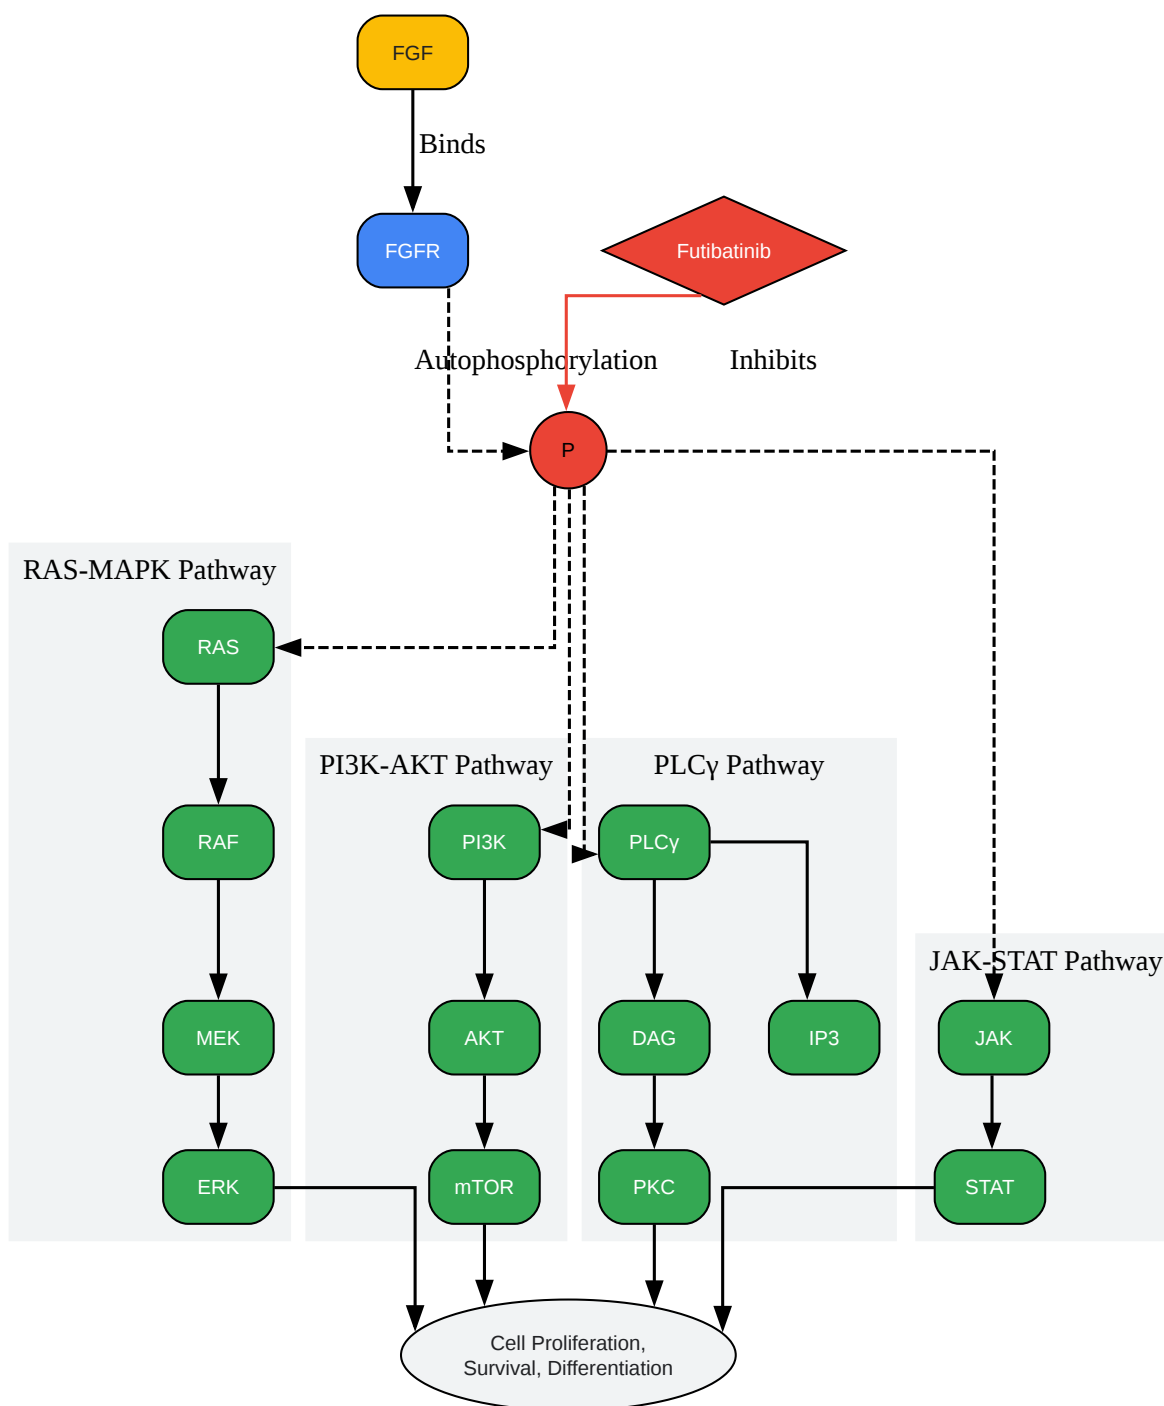 FGF
Binds
FGFR
Futibatinib
Autophosphorylation
Inhibits
P
RAS-MAPK Pathway
RAS
PI3K-AKT Pathway
PLCγ Pathway
RAF
PI3K
PLCγ
JAK-STAT Pathway
MEK
AKT
DAG
IP3
JAK
ERK
mTOR
PKC
STAT
Cell Proliferation,
Survival, Differentiation